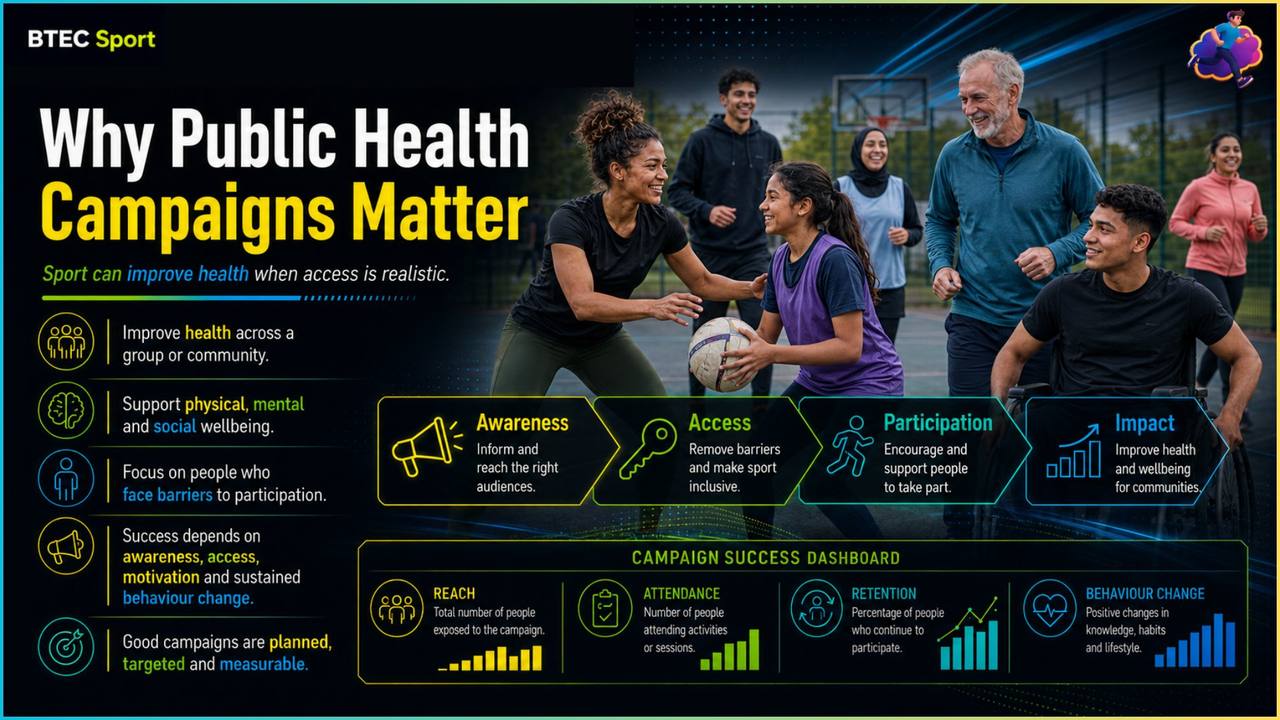 BTEC Sport
Why Public Health
Campaigns Matter
Sport can improve health when access is realistic.
Improve health across a
group or community.
Support physical, mental
and social wellbeing.
Focus on people who
face barriers to participation.
Success depends on
awareness, access,
motivation and sustained
behaviour change.
Good campaigns are planned,
targeted and measurable.
Awareness
Inform and
reach the right
audiences.
Access
Remove barriers
and make sport
inclusive.
Participation
Encourage and
support people
to take part.
Impact
Improve health
and wellbeing
for communities.
CAMPAIGN SUCCESS DASHBOARD
REACH
Total number of people
exposed to the campaign.
ATTENDANCE
Number of people
attending activities
or sessions.
RETENTION
Percentage of people
who continue to
participate.
BEHAVIOUR CHANGE
Positive changes in
knowledge, habits
and lifestyle.